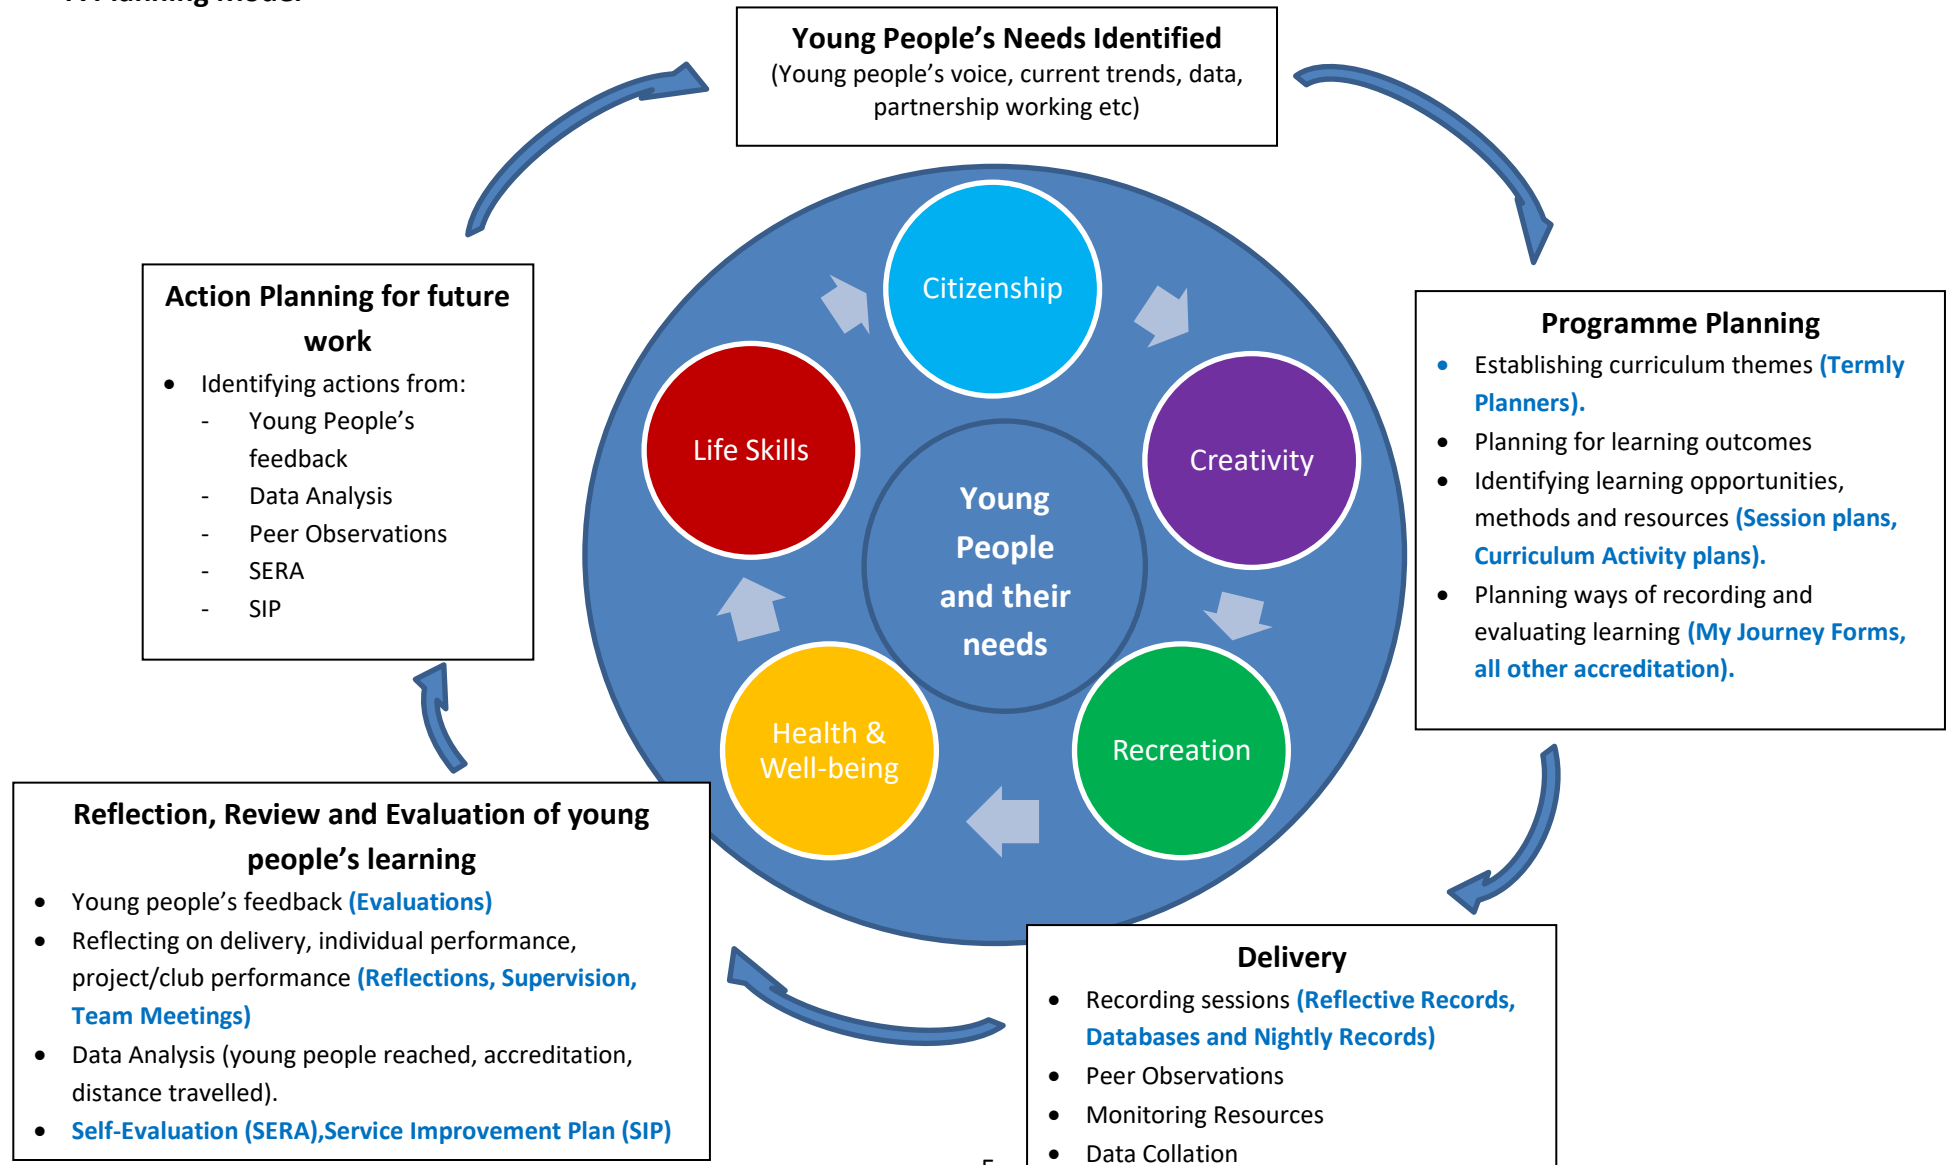 Young People’s Needs Identified
(Young people’s voice, current trends, data,
partnership working etc)
Action Planning for future
work
• Identifying actions from:
- Young People’s
feedback
- Data Analysis
- Peer Observations
- SERA
- SIP
Citizenship
Creativity
Recreation
Health &
Well-being
Life Skills
Young
People
and their
needs
Programme Planning
• Establishing curriculum themes (Termly
Planners).
• Planning for learning outcomes
• Identifying learning opportunities,
methods and resources (Session plans,
Curriculum Activity plans).
• Planning ways of recording and
evaluating learning (My Journey Forms,
all other accreditation).
Reflection, Review and Evaluation of young
people’s learning
• Young people’s feedback (Evaluations)
• Reflecting on delivery, individual performance,
project/club performance (Reflections, Supervision,
Team Meetings)
• Data Analysis (young people reached, accreditation,
distance travelled).
• Self-Evaluation (SERA),Service Improvement Plan (SIP)
Delivery
• Recording sessions (Reflective Records,
Databases and Nightly Records)
• Peer Observations
• Monitoring Resources
• Data Collation